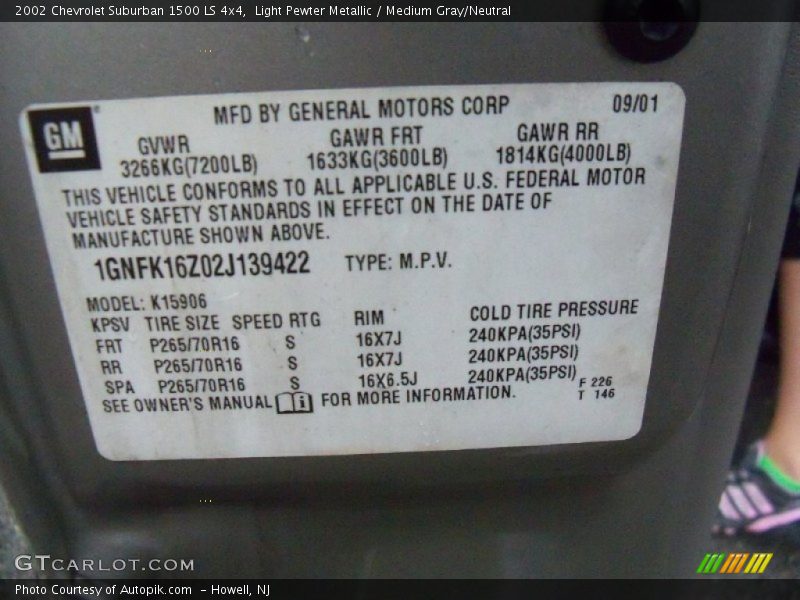 2002 Chevrolet Suburban 1500 LS 4x4,  Light Pewter Metallic / Medium Gray/Neutral
GM
MFD BY GENERAL MOTORS CORP 09/01
GVWR GAWR FRT GAWR RR
3266KG(7200LB) 1633KG(3600LB) 1814KG(4000LB)
THIS VEHICLE CONFORMS TO ALL APPLICABLE U.S. FEDERAL MOTOR
VEHICLE SAFETY STANDARDS IN EFFECT ON THE DATE OF
MANUFACTURE SHOWN ABOVE.
1GNFK16Z02J139422 TYPE: M.P.V.
MODEL: K15906
KPSV TIRE SIZE SPEED RTG RIM COLD TIRE PRESSURE
FRT P265/70R16 S 16X7J 240KPA(35PSI)
RR P265/70R16 S 16X7J 240KPA(35PSI)
SPA P265/70R16 S 16X6.5J 240KPA(35PSI)
SEE OWNER'S MANUAL i FOR MORE INFORMATION.
F 226
T 146
GTCARLOT.COM
Photo Courtesy of Autopik.com  - Howell, NJ